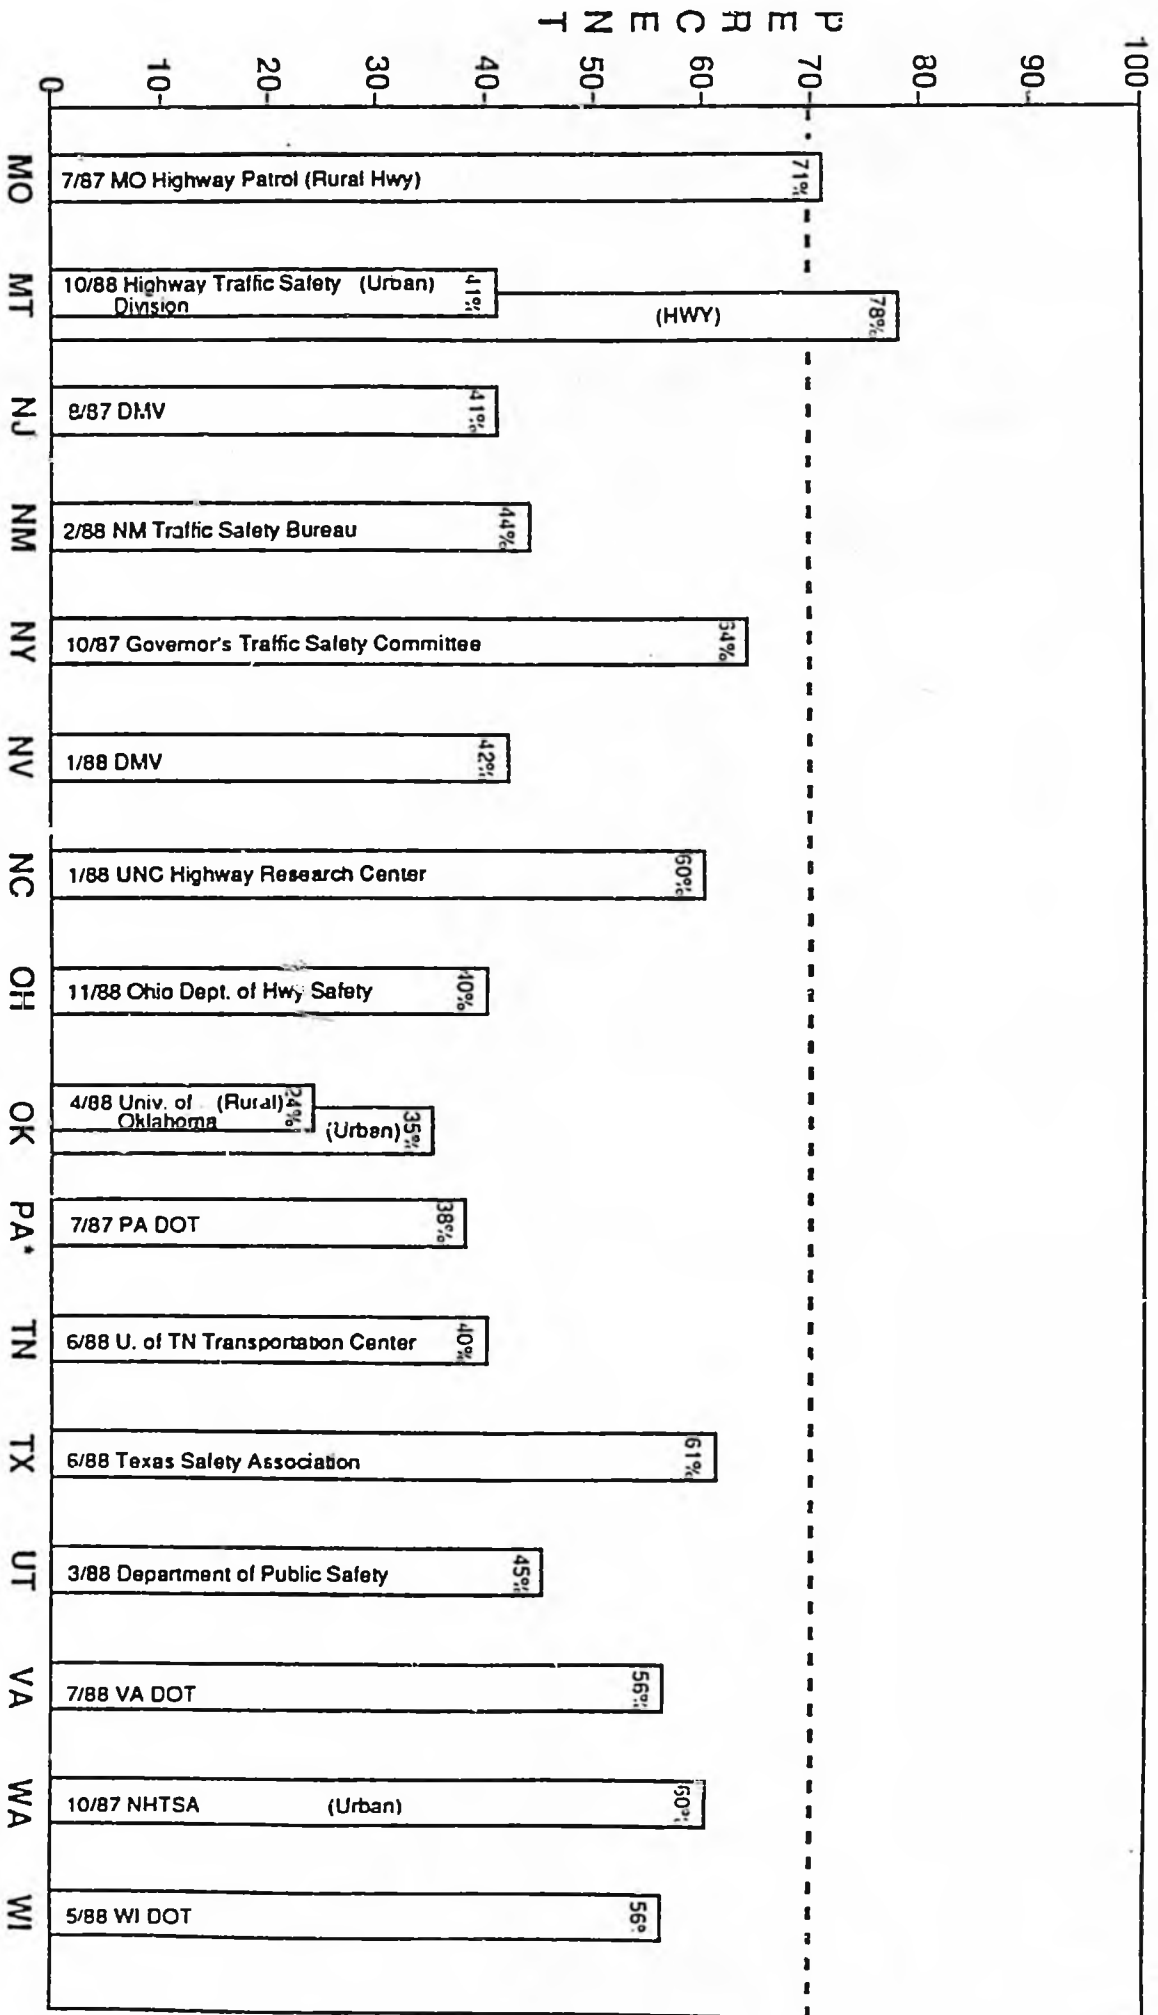 PERCENT
100
90
80
70
60
50
40
30
20
10
0
MO
7/87 MO Highway Patrol (Rural Hwy)
71%
MT
10/88 Highway Traffic Safety (Urban)
Division
41%
(HWY)
78%
NJ
8/87 DMV
41%
NM
2/88 NM Traffic Safety Bureau
44%
NY
10/87 Governor's Traffic Safety Committee
64%
NV
1/88 DMV
42%
NC
1/88 UNC Highway Research Center
60%
OH
11/88 Ohio Dept. of Hwy Safety
40%
OK
4/88 Univ. of (Rural)
Oklahoma
24%
(Urban)
35%
PA*
7/87 PA DOT
38%
TN
6/88 U. of TN Transportation Center
40%
TX
6/88 Texas Safety Association
61%
UT
3/88 Department of Public Safety
45%
VA
7/88 VA DOT
56%
WA
10/87 NHTSA (Urban)
60%
WI
5/88 WI DOT
56%